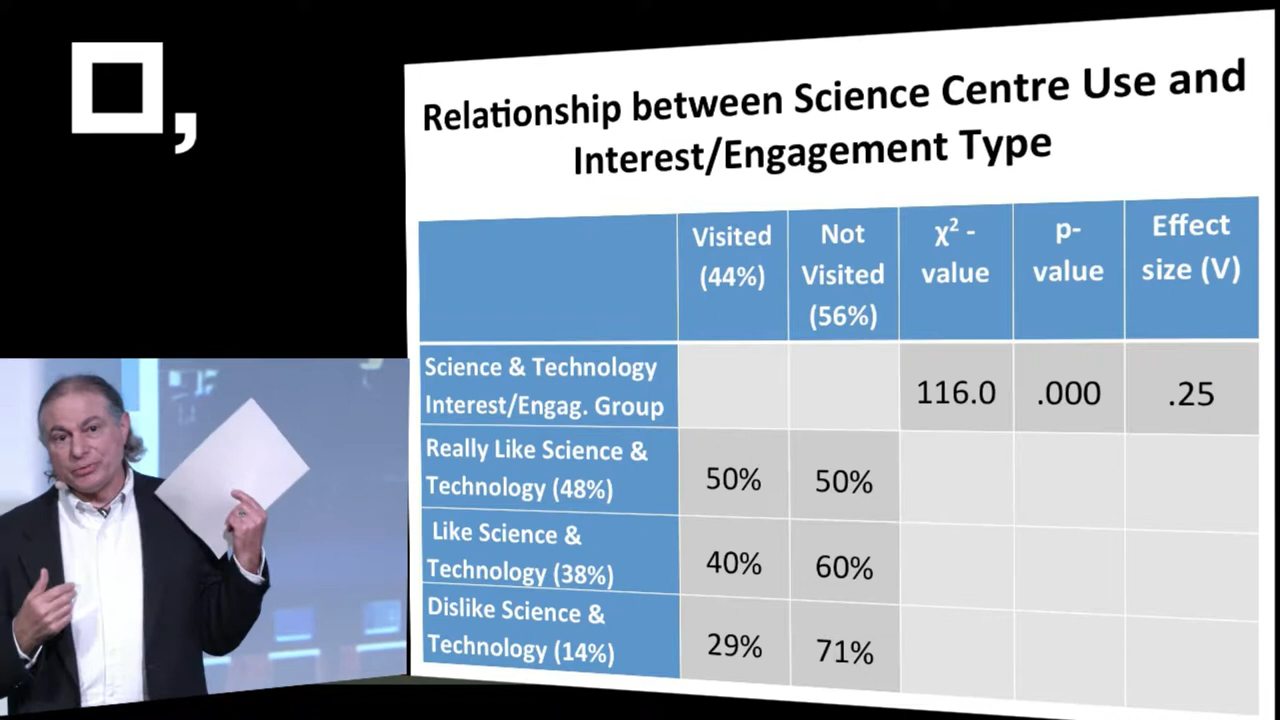 Relationship between Science Centre Use and
Interest/Engagement Type
Visited
(44%)
Not
Visited
(56%)
χ² -
value
p-
value
Effect
size (V)
Science & Technology
Interest/Engag. Group
116.0
.000
.25
Really Like Science &
Technology (48%)
50%
50%
Like Science &
Technology (38%)
40%
60%
Dislike Science &
Technology (14%)
29%
71%